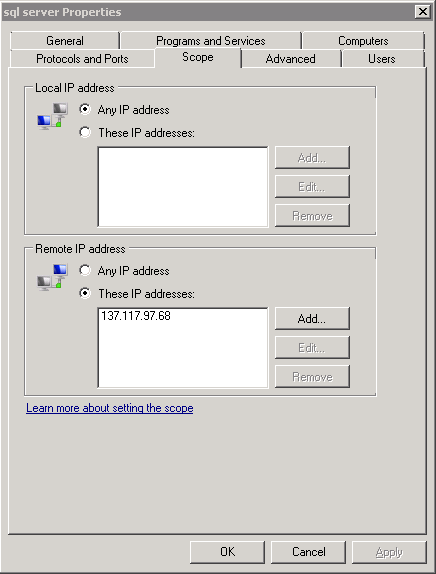 sql server Properties
General
Programs and Services
Computers
Protocols and Ports
Scope
Advanced
Users
Local IP address
Any IP address
These IP addresses:
Add...
Edit...
Remove
Remote IP address
Any IP address
These IP addresses:
137.117.97.68
Add...
Edit...
Remove
Learn more about setting the scope
OK
Cancel
Apply